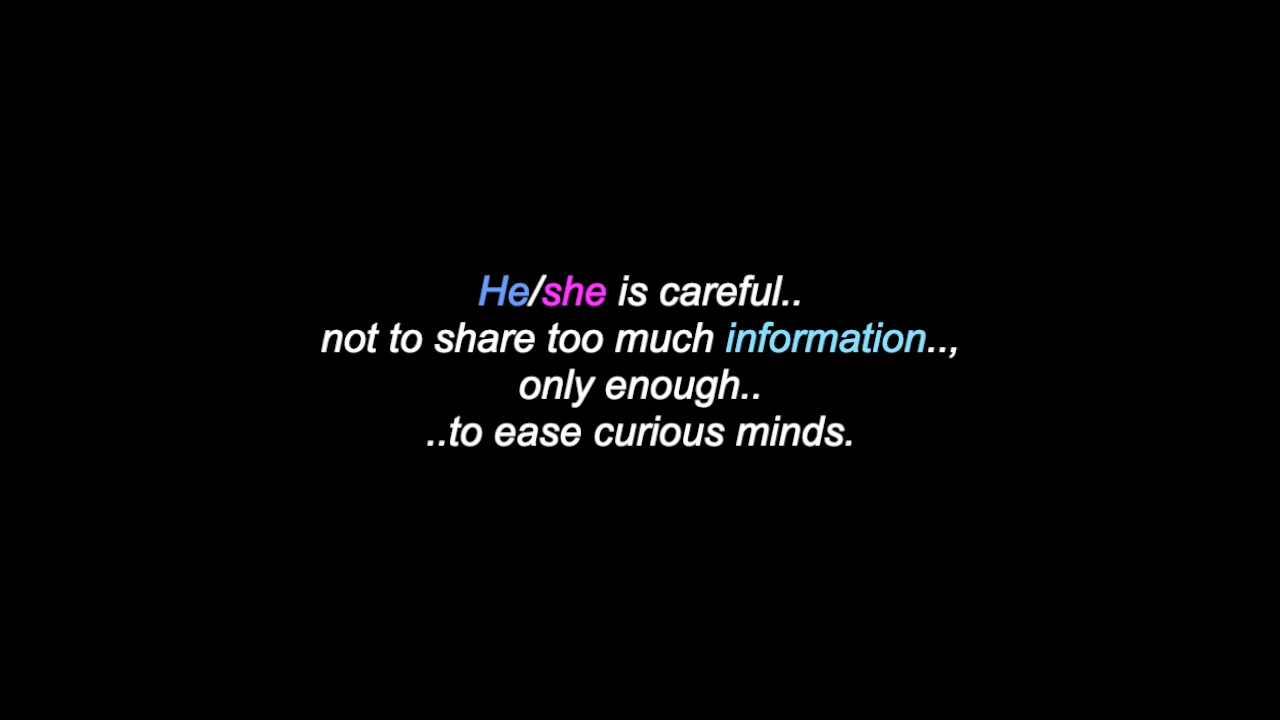 He/she is careful..
not to share too much information..,
only enough..
..to ease curious minds.